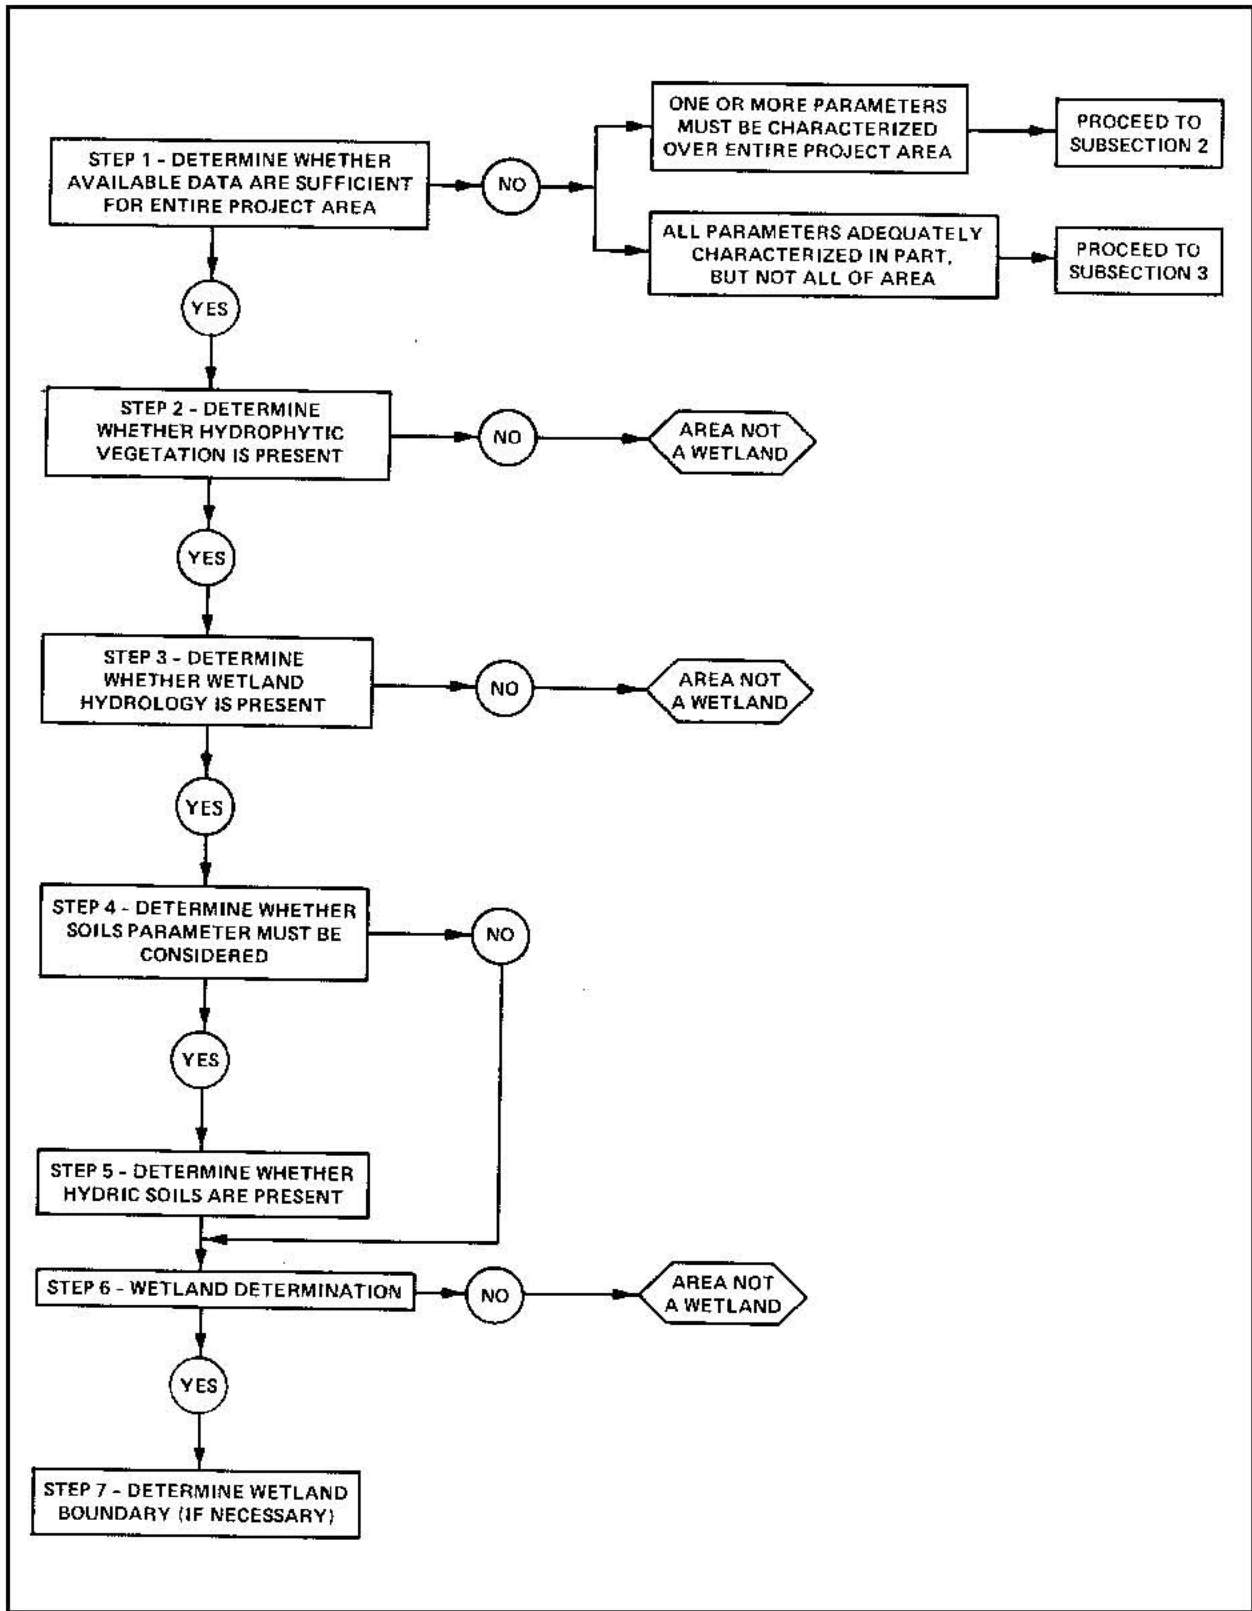 ONE OR MORE PARAMETERS
MUST BE CHARACTERIZED
OVER ENTIRE PROJECT AREA
PROCEED TO
SUBSECTION 2
STEP 1 - DETERMINE WHETHER
AVAILABLE DATA ARE SUFFICIENT
FOR ENTIRE PROJECT AREA
NO
ALL PARAMETERS ADEQUATELY
CHARACTERIZED IN PART,
BUT NOT ALL OF AREA
PROCEED TO
SUBSECTION 3
YES
STEP 2 - DETERMINE
WHETHER HYDROPHYTIC
VEGETATION IS PRESENT
NO
AREA NOT
A WETLAND
YES
STEP 3 - DETERMINE
WHETHER WETLAND
HYDROLOGY IS PRESENT
NO
AREA NOT
A WETLAND
YES
STEP 4 - DETERMINE WHETHER
SOILS PARAMETER MUST BE
CONSIDERED
NO
YES
STEP 5 - DETERMINE WHETHER
HYDRIC SOILS ARE PRESENT
STEP 6 - WETLAND DETERMINATION
NO
AREA NOT
A WETLAND
YES
STEP 7 - DETERMINE WETLAND
BOUNDARY (IF NECESSARY)